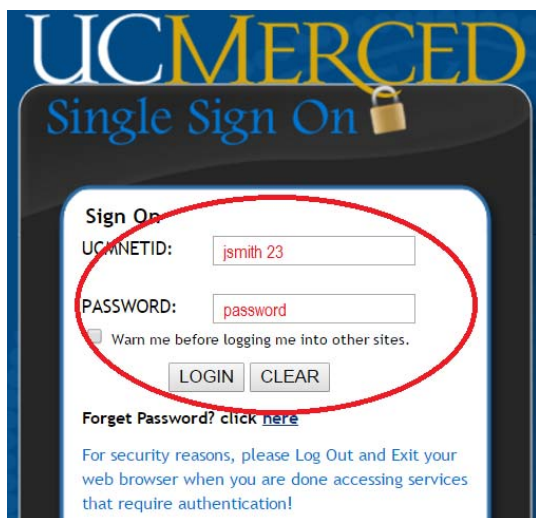 UCMERCED
Single Sign On
Sign On
UCMNETID:
jsmith 23
PASSWORD:
password
Warn me before logging me into other sites.
LOGIN CLEAR
Forget Password? click here
For security reasons, please Log Out and Exit your
web browser when you are done accessing services
that require authentication!